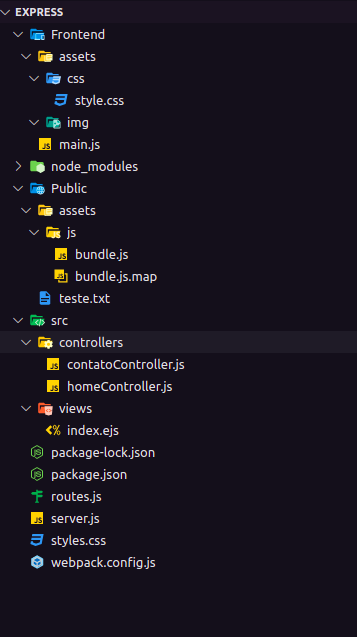 EXPRESS
Frontend
assets
css
style.css
img
main.js
node_modules
Public
assets
js
bundle.js
bundle.js.map
teste.txt
src
controllers
contatoController.js
homeController.js
views
index.ejs
package-lock.json
package.json
routes.js
server.js
styles.css
webpack.config.js